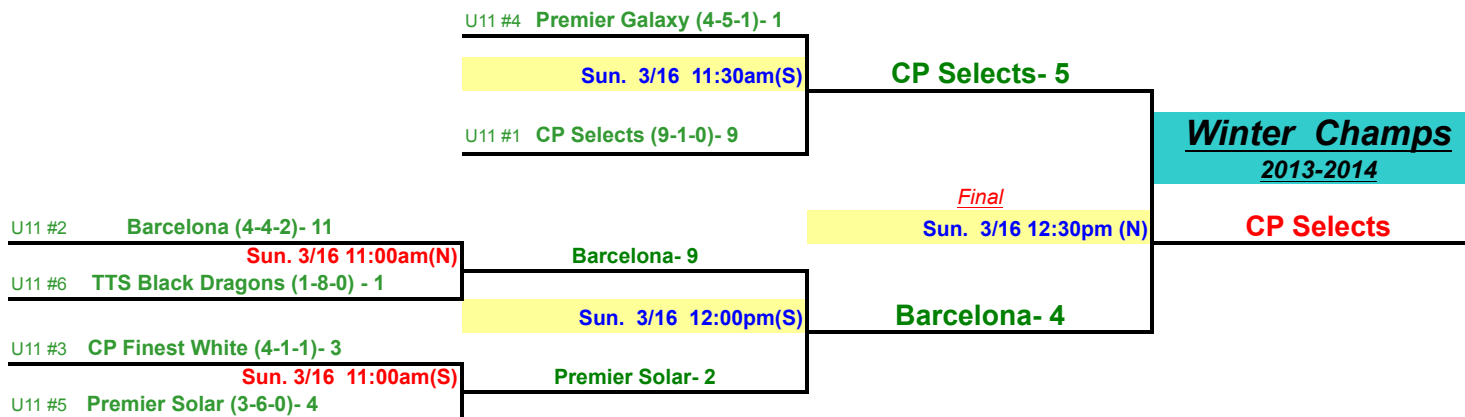 U11 #4 Premier Galaxy (4-5-1)- 1
Sun. 3/16 11:30am(S)
CP Selects- 5
U11 #1 CP Selects (9-1-0)- 9
Winter Champs
2013-2014
Final
U11 #2 Barcelona (4-4-2)- 11
Sun. 3/16 12:30pm (N)
CP Selects
Sun. 3/16 11:00am(N)
Barcelona- 9
U11 #6 TTS Black Dragons (1-8-0) - 1
Sun. 3/16 12:00pm(S)
Barcelona- 4
U11 #3 CP Finest White (4-1-1)- 3
Sun. 3/16 11:00am(S)
Premier Solar- 2
U11 #5 Premier Solar (3-6-0)- 4